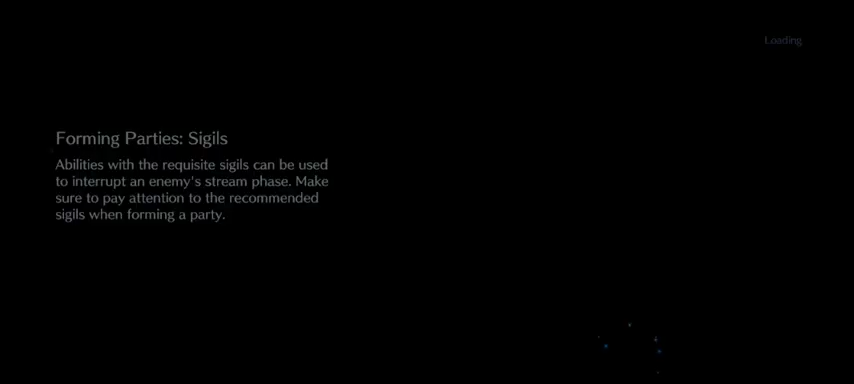 Loading
Forming Parties: Sigils
Abilities with the requisite sigils can be used
to interrupt an enemy's stream phase. Make
sure to pay attention to the recommended
sigils when forming a party.